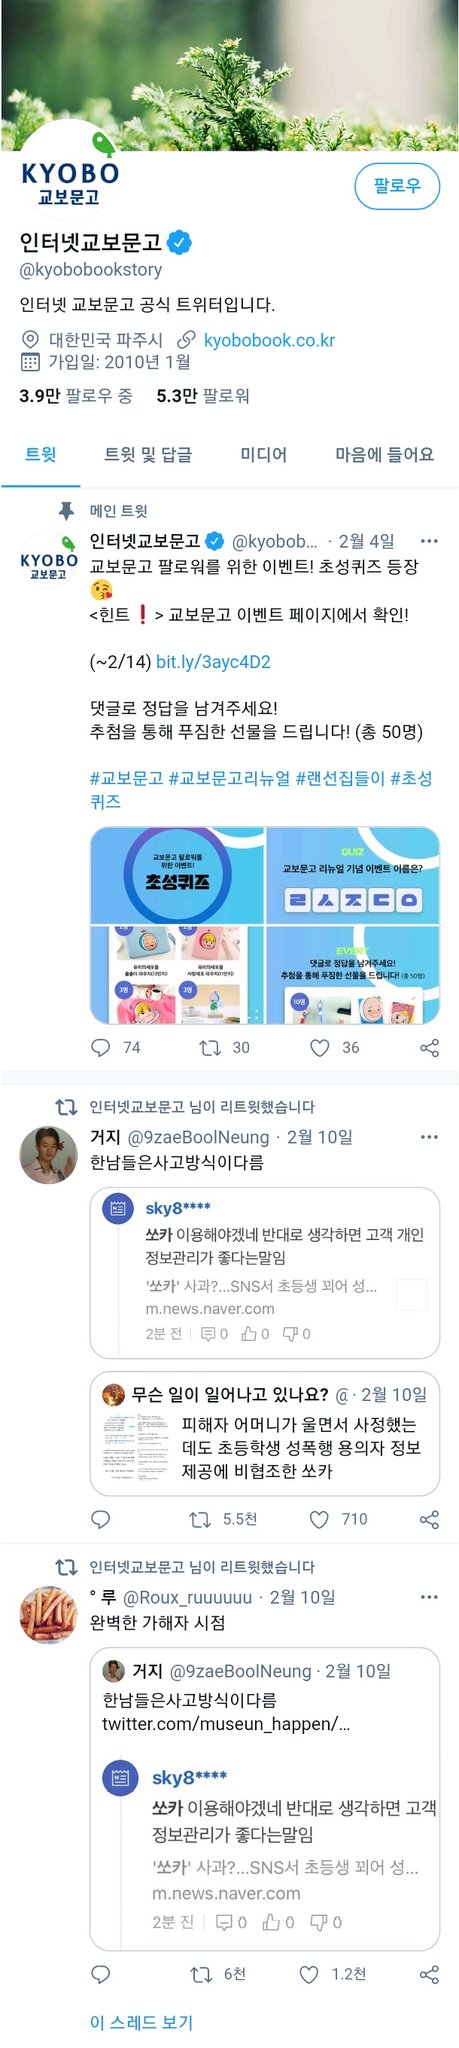 KYOBO
교보문고
팔로우
인터넷교보문고
@kyobobookstory
인터넷 교보문고 공식 트위터입니다.
대한민국 파주시 kyobobook.co.kr
가입일: 2010년 1월
3.9만 팔로우 중 5.3만 팔로워
트윗 트윗 및 답글 미디어 마음에 들어요
메인 트윗
KYOBO
교보문고
인터넷교보문고 @kyobob... · 2월 4일
교보문고 팔로워를 위한 이벤트! 초성퀴즈 등장
😘
<힌트❗> 교보문고 이벤트 페이지에서 확인!
(~2/14) bit.ly/3ayc4D2
댓글로 정답을 남겨주세요!
추첨을 통해 푸짐한 선물을 드립니다! (총 50명)
#교보문고 #교보문고리뉴얼 #랜선집들이 #초성
퀴즈
교보문고 팔로워를
위한 이벤트!
초성퀴즈
QUIZ
교보문고 리뉴얼 기념 이벤트 이름은?
ㄹㅅㅈㄷㅇ
유미의세포들
유미의세포들
3명
3명
EVENT
댓글로 정답을 남겨주세요!
추첨을 통해 푸짐한 선물을 드립니다! (총 50명)
10명
74 30 36
인터넷교보문고 님이 리트윗했습니다
거지 @9zaeBoolNeung · 2월 10일
한남들은사고방식이다름
sky8****
쏘카 이용해야겠네 반대로 생각하면 고객 개인
정보관리가 좋다는말임
'쏘카' 사과?...SNS서 초등생 꾀어 성...
m.news.naver.com
2분 전 0 0 0
무슨 일이 일어나고 있나요? @ · 2월 10일
피해자 어머니가 울면서 사정했는
데도 초등학생 성폭행 용의자 정보
제공에 비협조한 쏘카
5.5천 710
인터넷교보문고 님이 리트윗했습니다
° 루 @Roux_ruuuuuu · 2월 10일
완벽한 가해자 시점
거지 @9zaeBoolNeung · 2월 10일
한남들은사고방식이다름
twitter.com/museun_happen/...
sky8****
쏘카 이용해야겠네 반대로 생각하면 고객
정보관리가 좋다는말임
'쏘카' 사과?...SNS서 초등생 꾀어 성...
m.news.naver.com
2분 전 0 0 0
6천 1.2천
이 스레드 보기